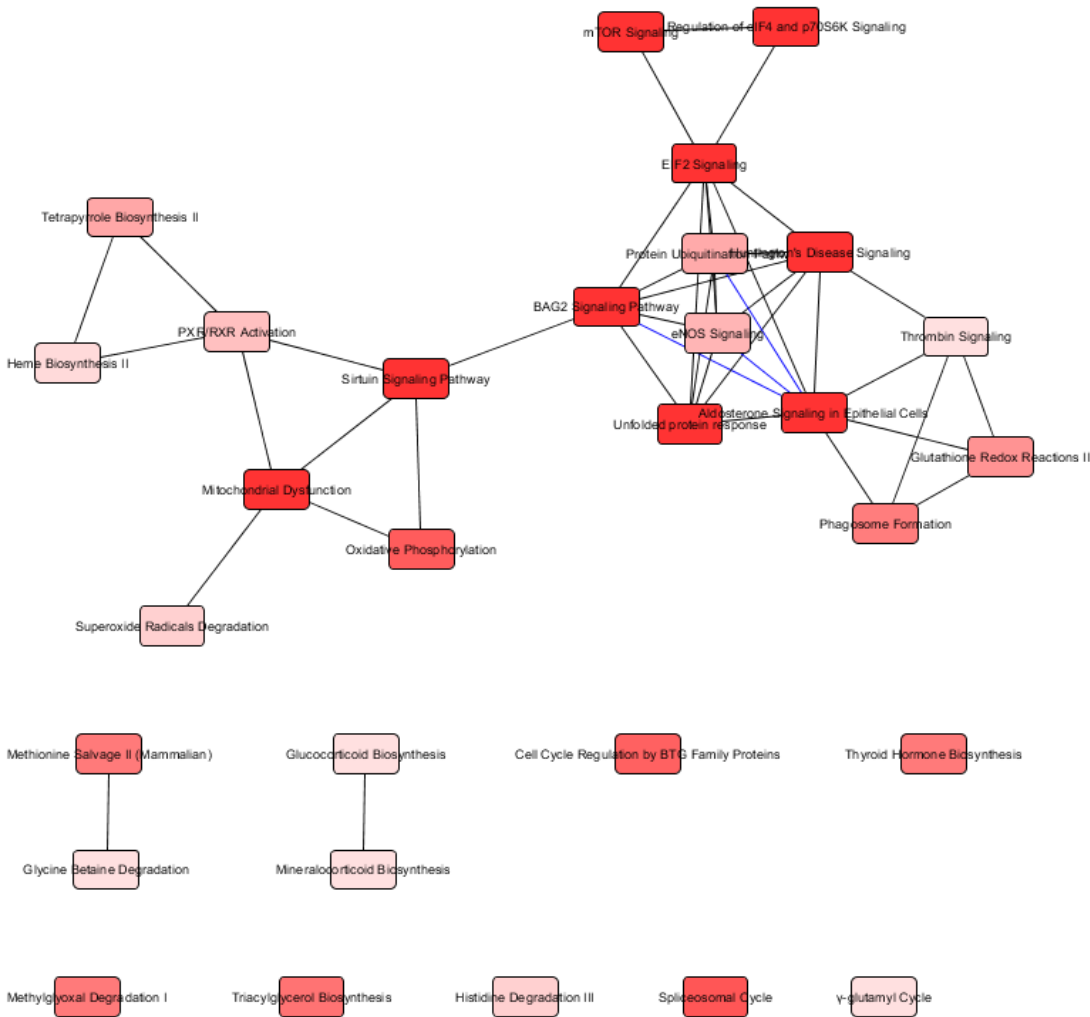 mTOR Signaling
Regulation of eIF4 and p70S6K Signaling
EIF2 Signaling
Tetrapyrrole Biosynthesis II
Protein Ubiquitination Pathway
Huntington's Disease Signaling
BAG2 Signaling Pathway
PXR/RXR Activation
eNOS Signaling
Thrombin Signaling
Heme Biosynthesis II
Sirtuin Signaling Pathway
Aldosterone Signaling in Epithelial Cells
Unfolded protein response
Glutathione Redox Reactions II
Mitochondrial Dysfunction
Phagosome Formation
Oxidative Phosphorylation
Superoxide Radicals Degradation
Methionine Salvage II (Mammalian)
Glucocorticoid Biosynthesis
Cell Cycle Regulation by BTG Family Proteins
Thyroid Hormone Biosynthesis
Glycine Betaine Degradation
Mineralocorticoid Biosynthesis
Methylglyoxal Degradation I
Triacylglycerol Biosynthesis
Histidine Degradation III
Spliceosomal Cycle
γ-glutamyl Cycle